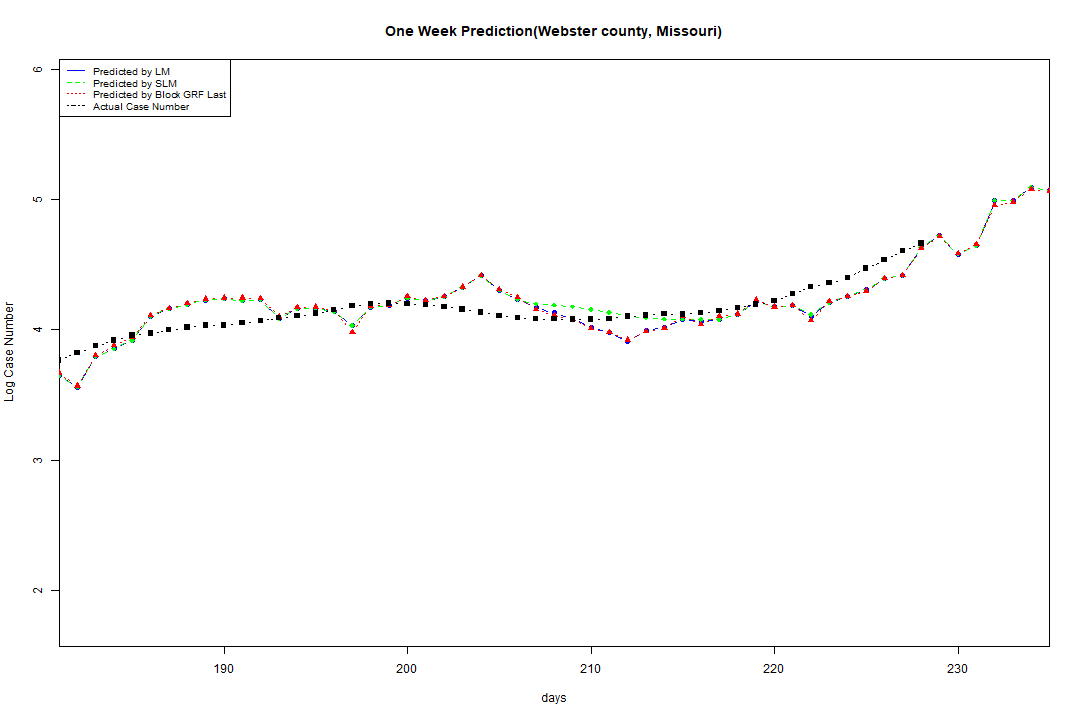 One Week Prediction(Webster county, Missouri)
Predicted by LM
Predicted by SLM
Predicted by Block GRF Last
Actual Case Number
6
5
4
3
2
Log Case Number
190 200 210 220 230
days